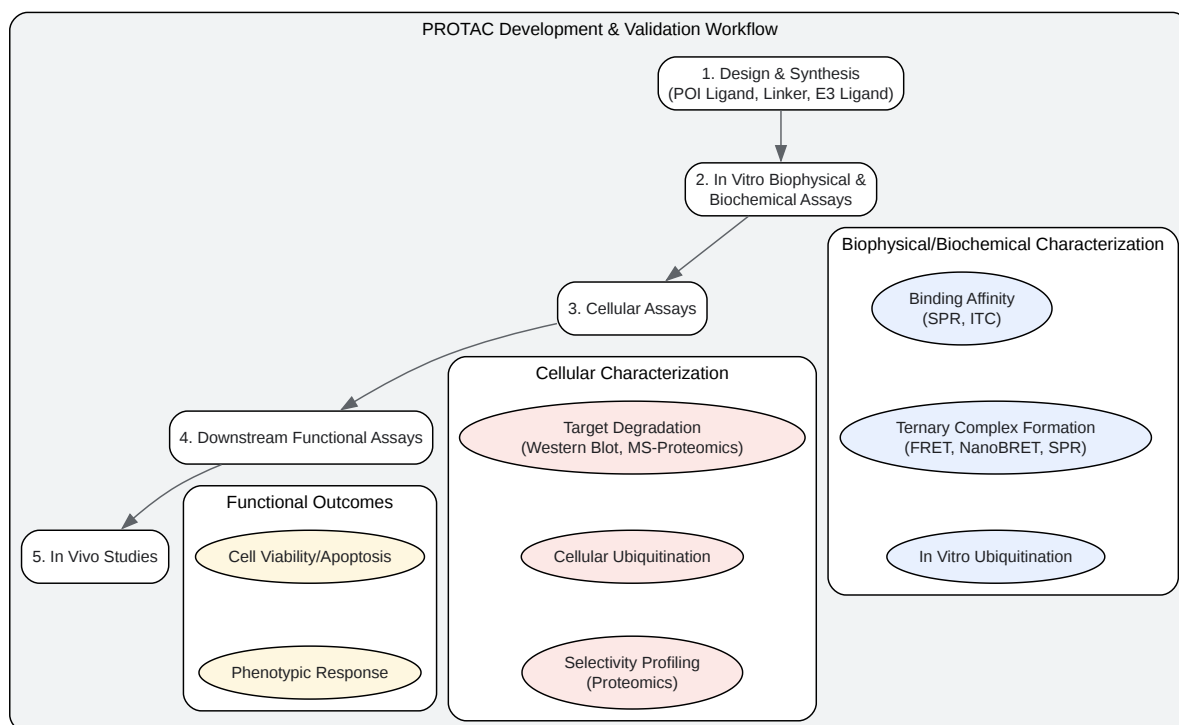 PROTAC Development & Validation Workflow
1. Design & Synthesis
(POI Ligand, Linker, E3 Ligand)
2. In Vitro Biophysical &
Biochemical Assays
3. Cellular Assays
4. Downstream Functional Assays
5. In Vivo Studies
Biophysical/Biochemical Characterization
Binding Affinity
(SPR, ITC)
Ternary Complex Formation
(FRET, NanoBRET, SPR)
In Vitro Ubiquitination
Cellular Characterization
Target Degradation
(Western Blot, MS-Proteomics)
Cellular Ubiquitination
Selectivity Profiling
(Proteomics)
Functional Outcomes
Cell Viability/Apoptosis
Phenotypic Response